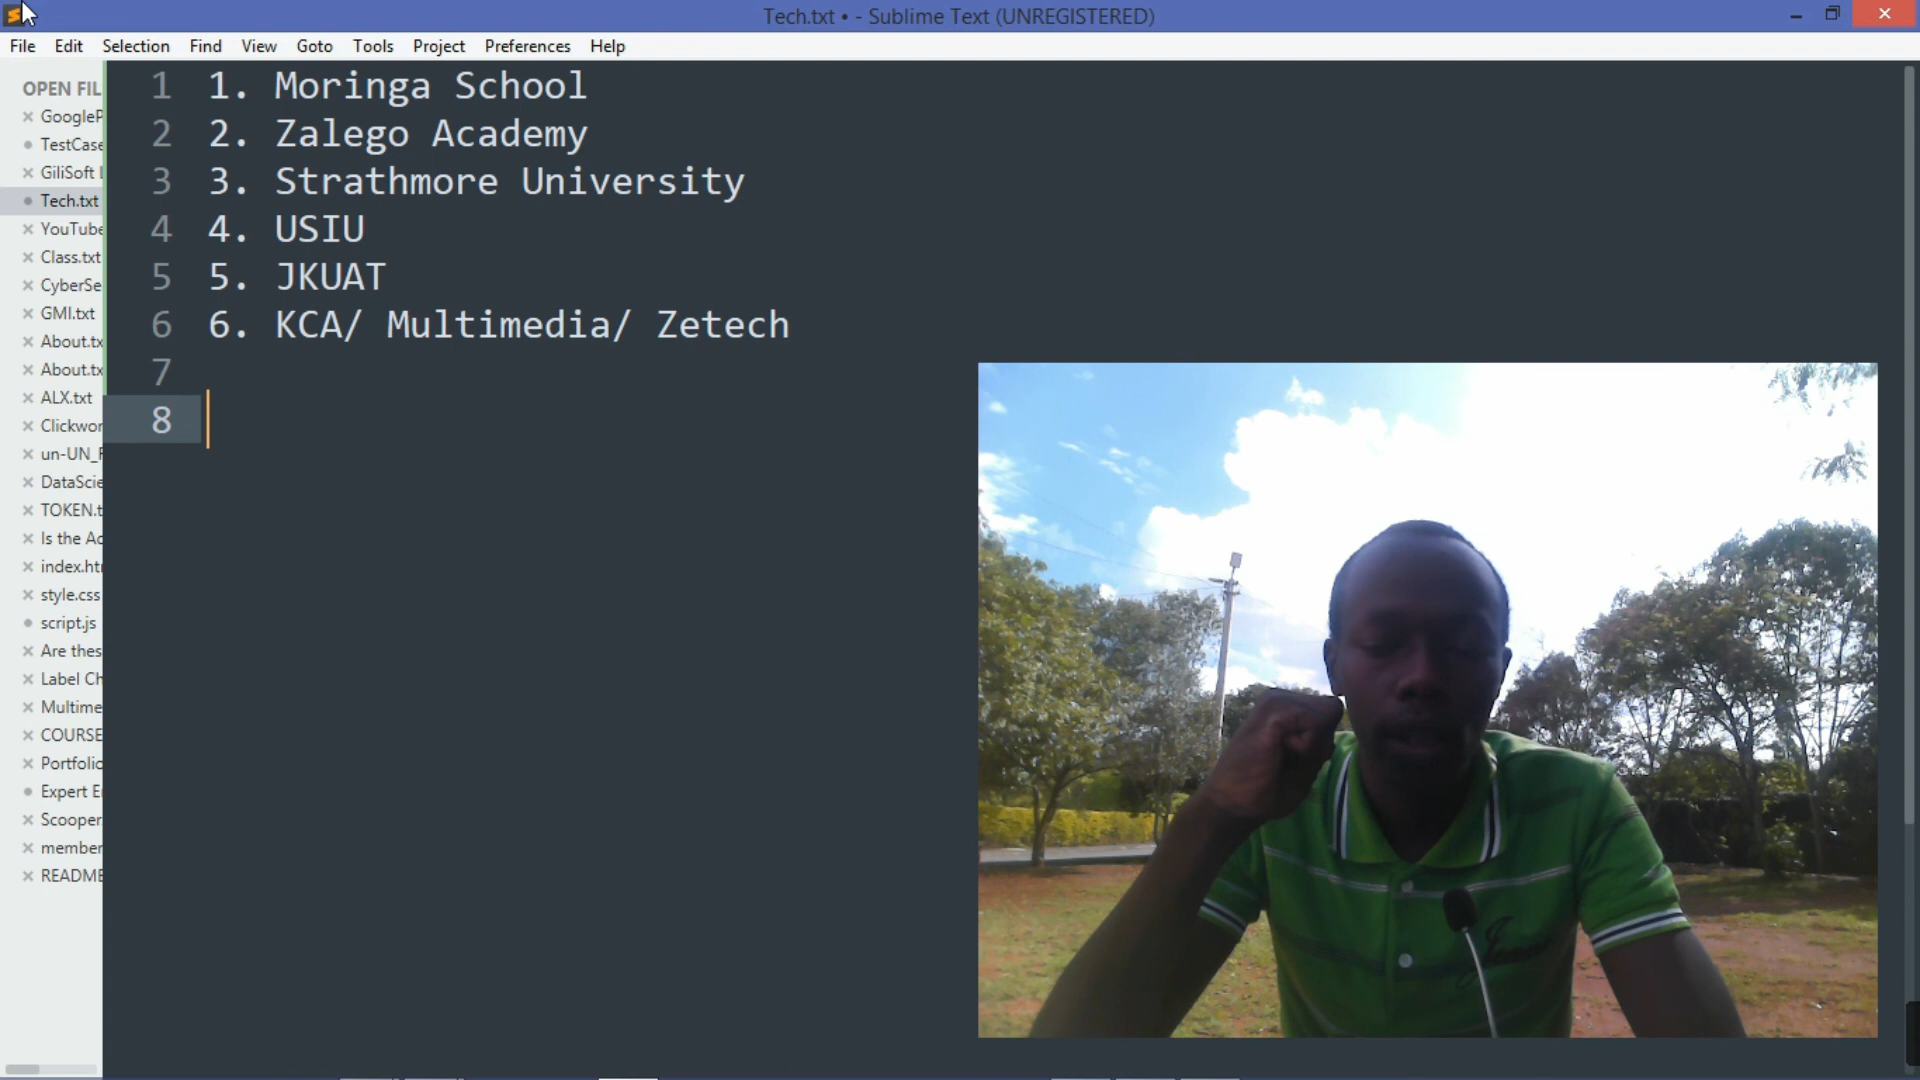 Tech.txt • - Sublime Text (UNREGISTERED)
File Edit Selection Find View Goto Tools Project Preferences Help
OPEN FIL
GoogleP
TestCase
GiliSoft
Tech.txt
YouTube
Class.txt
CyberSe
GMI.txt
About.tx
About.tx
ALX.txt
Clickwor
un-UN_F
DataScie
TOKEN.t
Is the Ac
index.ht
style.css
script.js
Are thes
Label Ch
Multime
COURSE
Portfolio
Expert E
Scooper
member
README
1 1. Moringa School
2 2. Zalego Academy
3 3. Strathmore University
4 4. USIU
5 5. JKUAT
6 6. KCA/ Multimedia/ Zetech
7
8